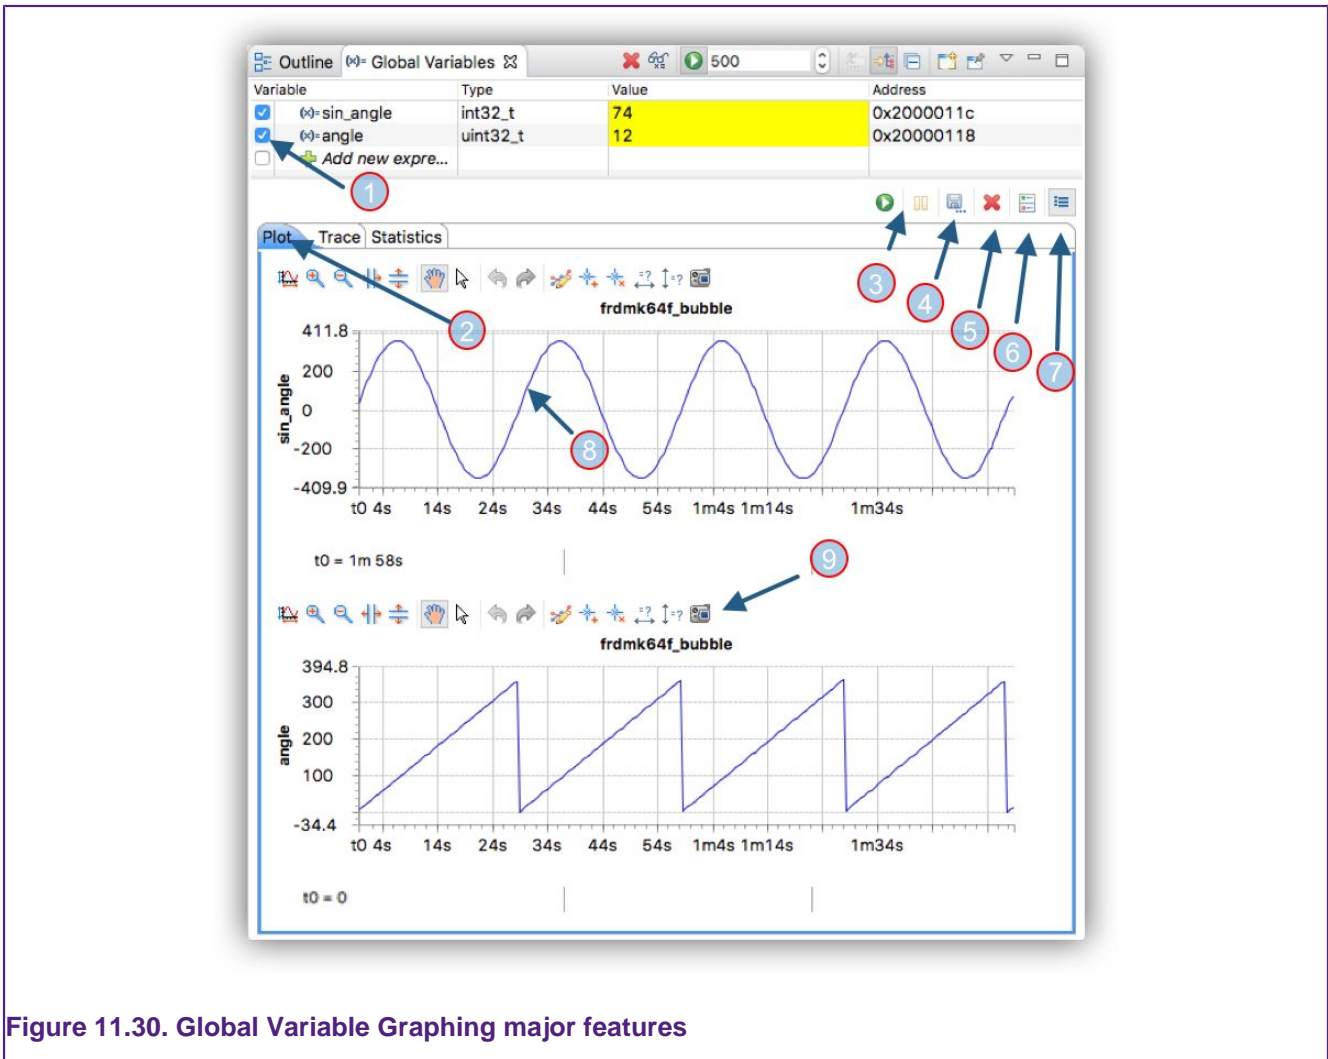 Outline (x)= Global Variables
500
Variable Type Value Address
(x)= sin_angle int32_t 74 0x2000011c
(x)= angle uint32_t 12 0x20000118
Add new expre...
1
Plot Trace Statistics
3
4
5
6
7
2
frdmk64f_bubble
411.8
200
0
-200
-409.9
sin_angle
8
t0 4s 14s 24s 34s 44s 54s 1m4s 1m14s 1m34s
t0 = 1m 58s
9
frdmk64f_bubble
394.8
300
200
100
-34.4
angle
t0 4s 14s 24s 34s 44s 54s 1m4s 1m14s 1m34s
t0 = 0
Figure 11.30. Global Variable Graphing major features